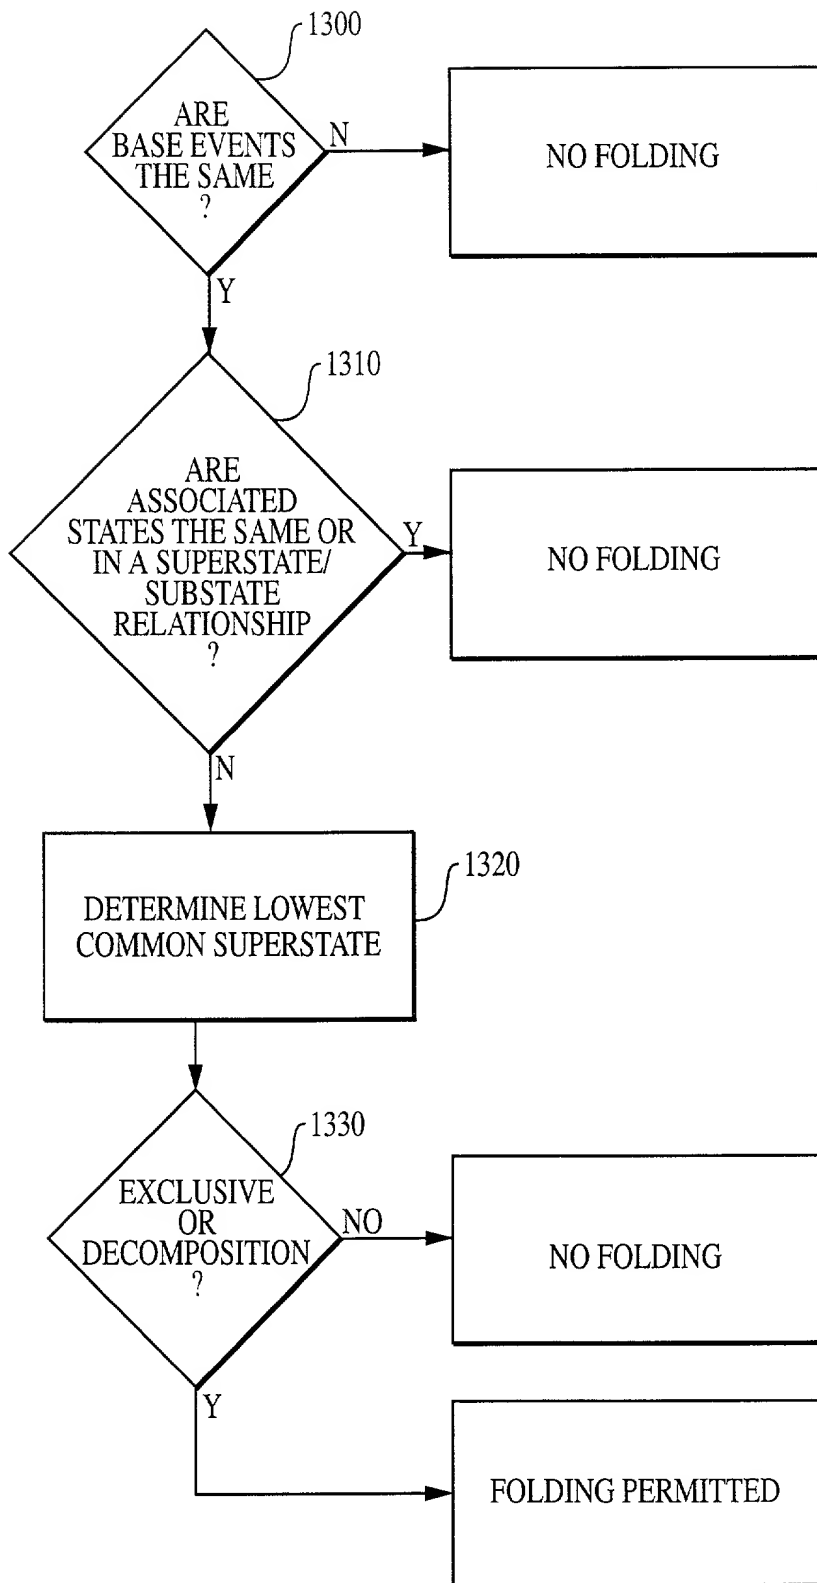 1300
ARE
BASE EVENTS
THE SAME
?
N
NO FOLDING
Y
1310
ARE
ASSOCIATED
STATES THE SAME OR
IN A SUPERSTATE/
SUBSTATE
RELATIONSHIP
?
Y
NO FOLDING
N
1320
DETERMINE LOWEST
COMMON SUPERSTATE
1330
EXCLUSIVE
OR
DECOMPOSITION
?
NO
NO FOLDING
Y
FOLDING PERMITTED